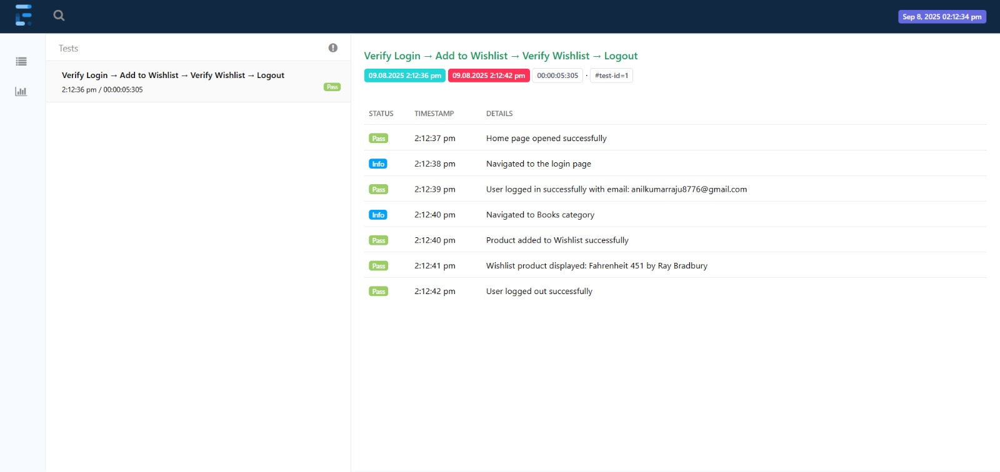 Sep 8, 2025 02:12:34 pm
Tests
Verify Login → Add to Wishlist → Verify Wishlist → Logout
2:12:36 pm / 00:00:05:305
Pass
Verify Login → Add to Wishlist → Verify Wishlist → Logout
09.08.2025 2:12:36 pm 09.08.2025 2:12:42 pm 00:00:05:305 · #test-id=1
STATUS TIMESTAMP DETAILS
Pass 2:12:37 pm Home page opened successfully
Info 2:12:38 pm Navigated to the login page
Pass 2:12:39 pm User logged in successfully with email: anilkumarraju8776@gmail.com
Info 2:12:40 pm Navigated to Books category
Pass 2:12:40 pm Product added to Wishlist successfully
Pass 2:12:41 pm Wishlist product displayed: Fahrenheit 451 by Ray Bradbury
Pass 2:12:42 pm User logged out successfully